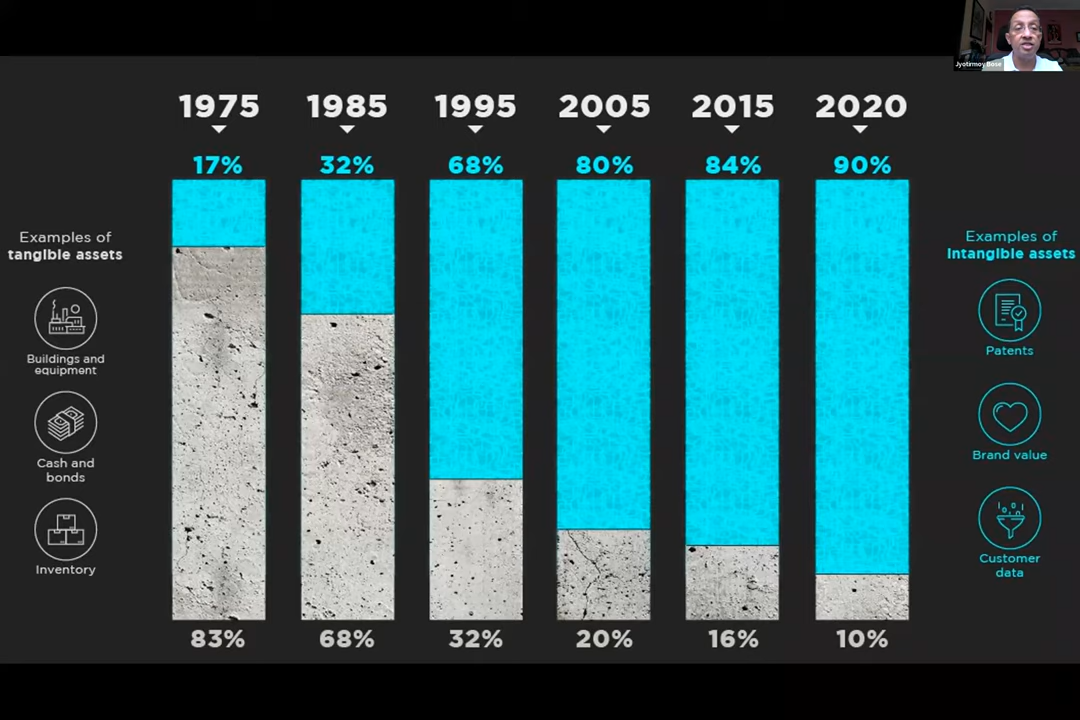 Jyotirmoy Bose
1975 1985 1995 2005 2015 2020
17% 32% 68% 80% 84% 90%
Examples of
tangible assets
Buildings and
equipment
Cash and
bonds
Inventory
Examples of
intangible assets
Patents
Brand value
Customer
data
83% 68% 32% 20% 16% 10%